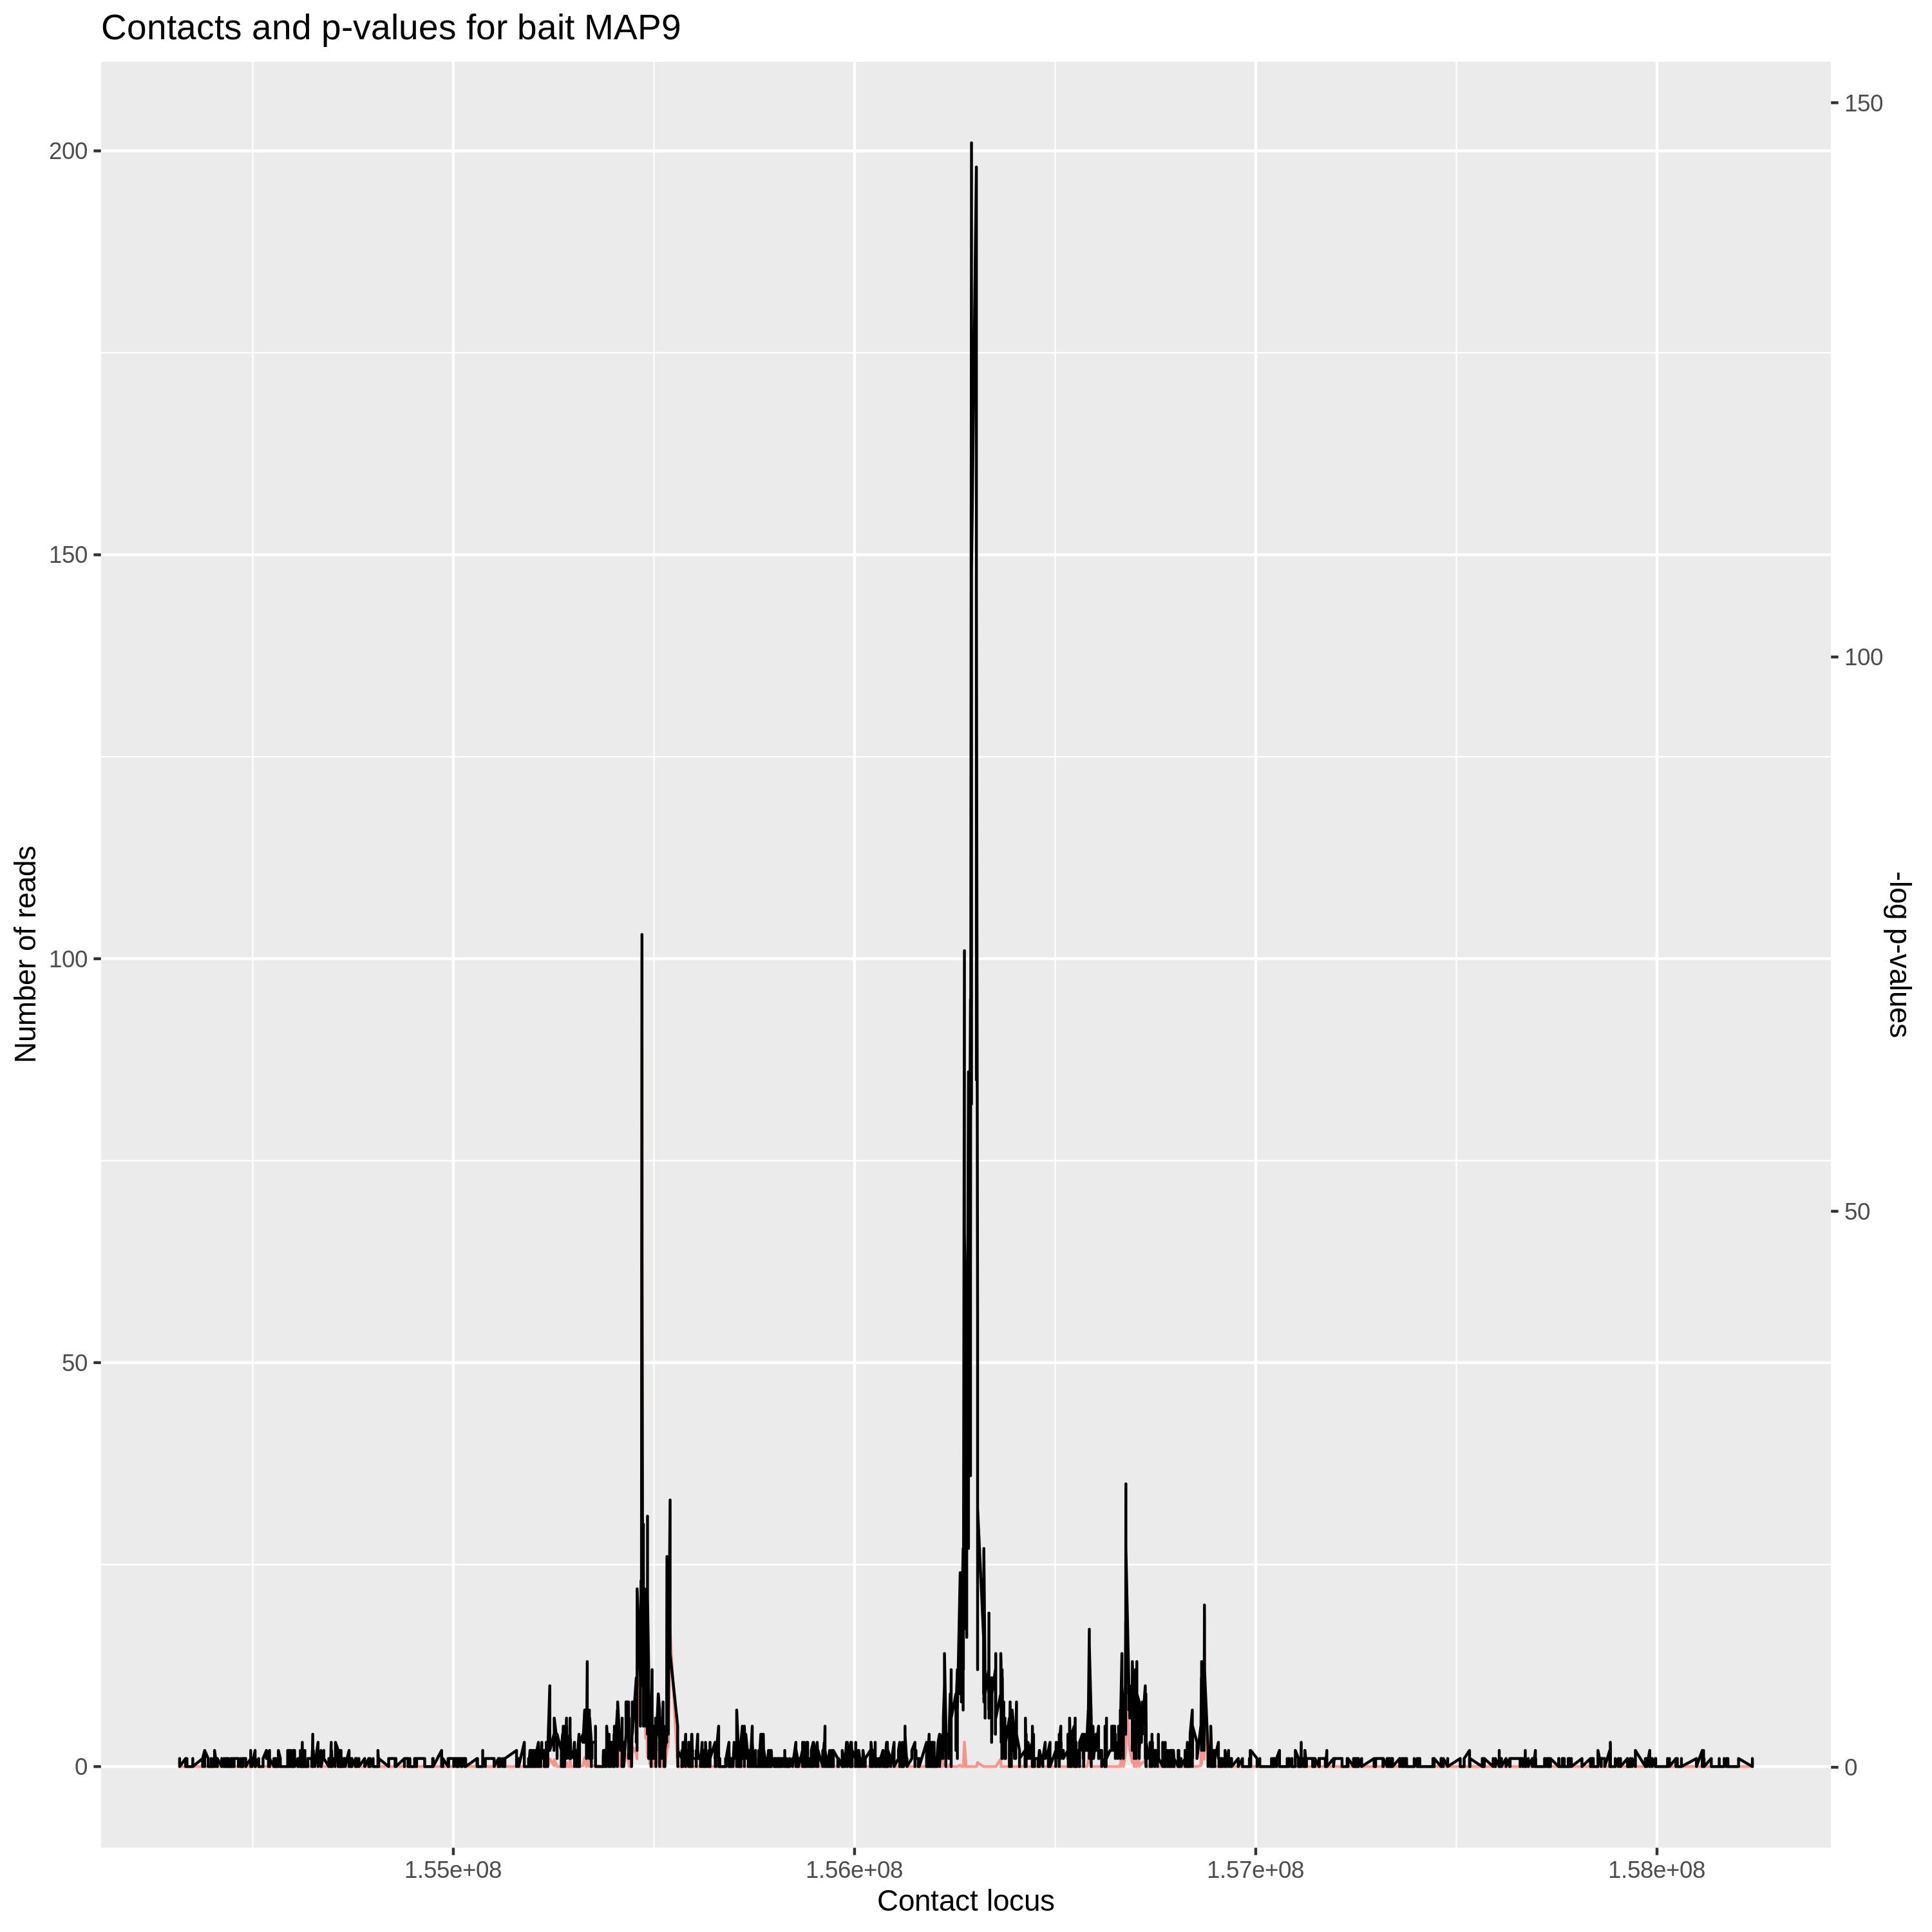 Contacts and p-values for bait MAP9
200
150
100
50
0
Number of reads
150
100
50
0
-log p-values
1.55e+08
1.56e+08
1.57e+08
1.58e+08
Contact locus